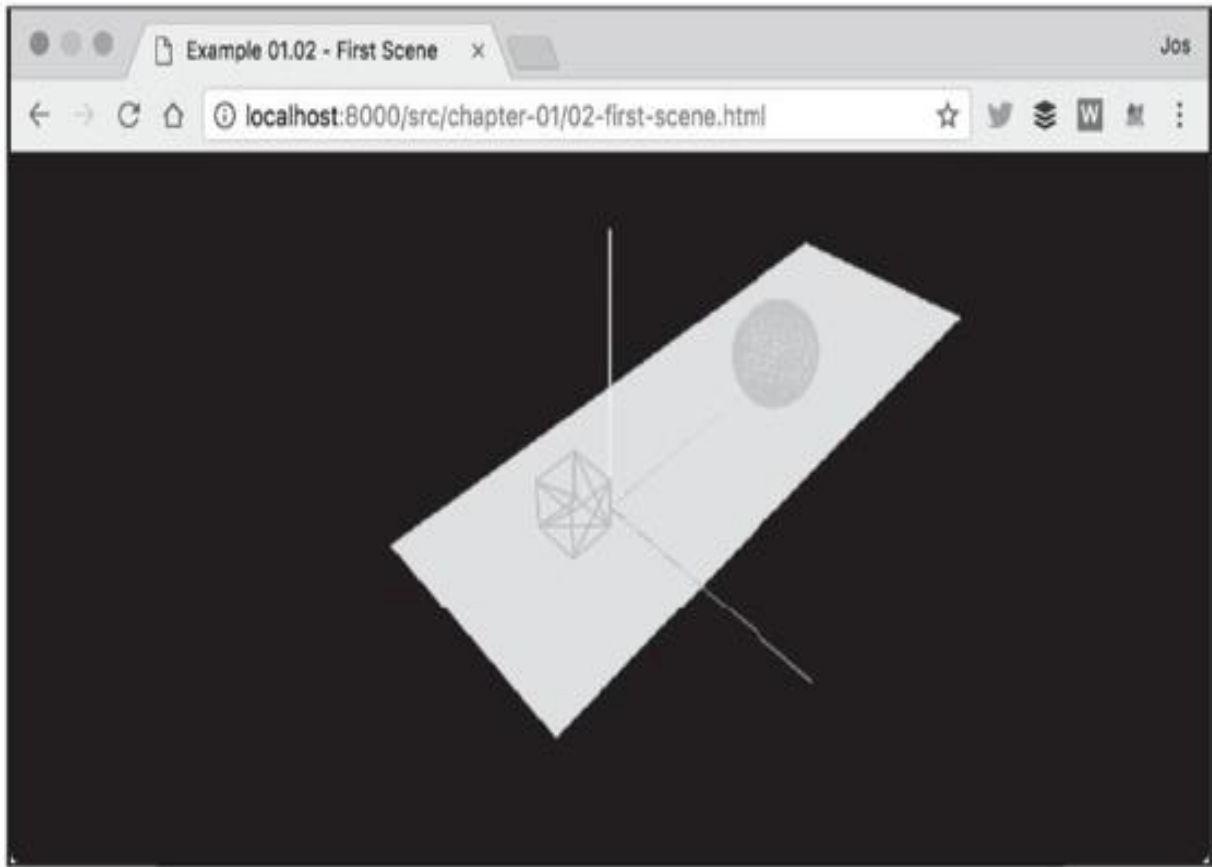 Example 01.02 - First Scene
Jos
localhost:8000/src/chapter-01/02-first-scene.html
W